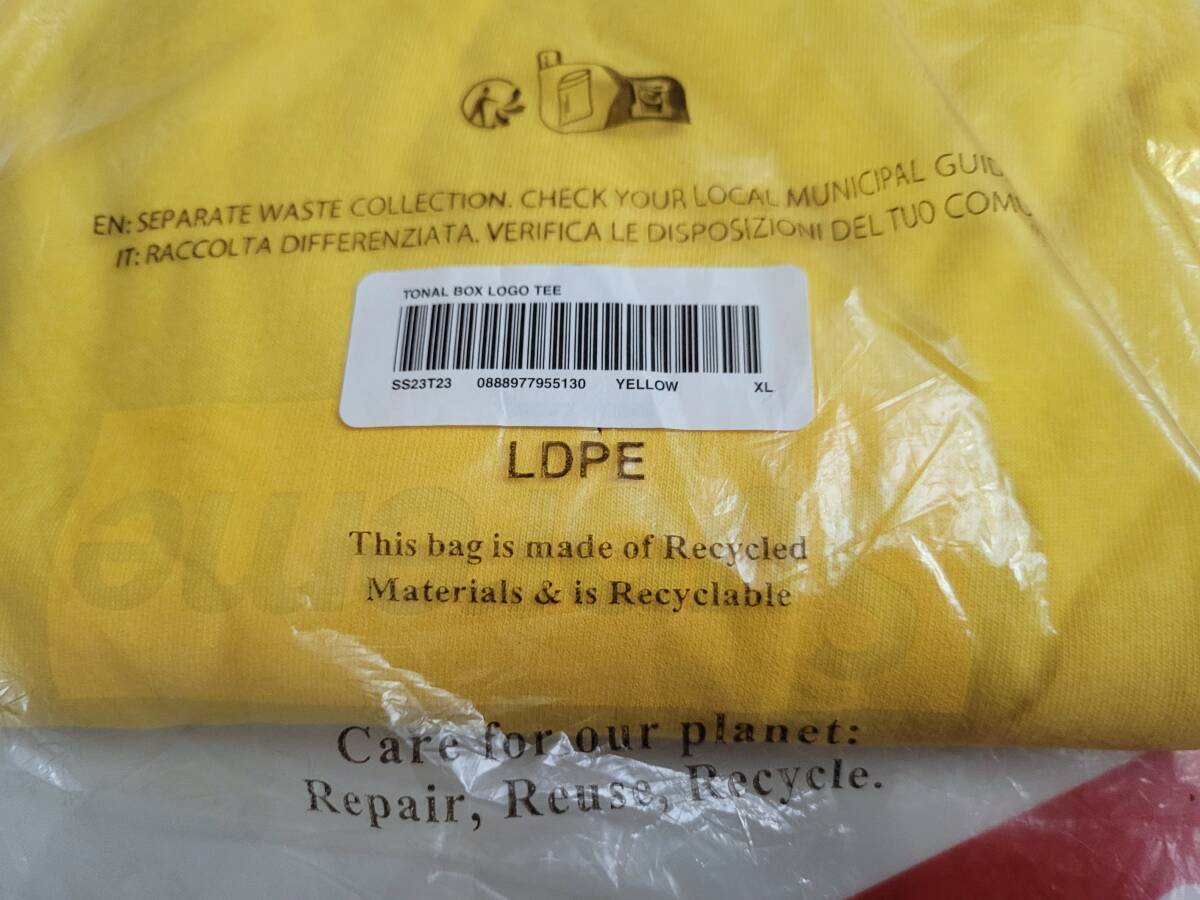 EN: SEPARATE WASTE COLLECTION. CHECK YOUR LOCAL MUNICIPAL
IT: RACCOLTA DIFFERENZIATA. VERIFICA LE DISPOSIZIONI DEL TUO
TONAL BOX LOGO TEE
SS23T23 0888977955130 YELLOW XL
LDPE
This bag is made of Recycled
Materials & is Recyclable
Care for our planet:
Repair, Reuse, Recycle.